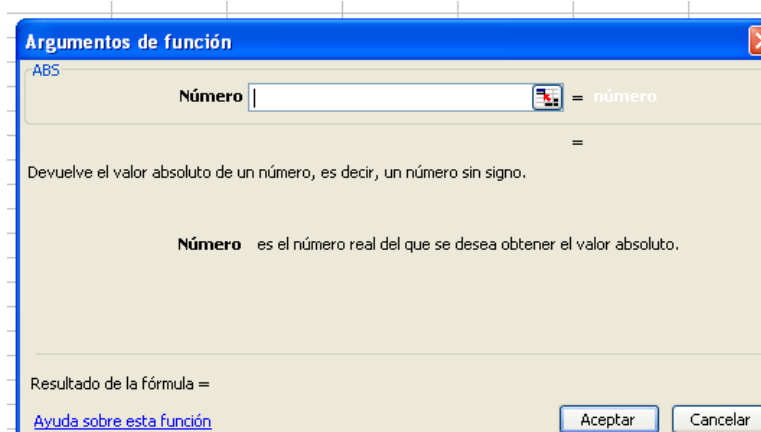 Argumentos de función
ABS
Número = número
=
Devuelve el valor absoluto de un número, es decir, un número sin signo.
Número es el número real del que se desea obtener el valor absoluto.
Resultado de la fórmula =
Ayuda sobre esta función Aceptar Cancelar